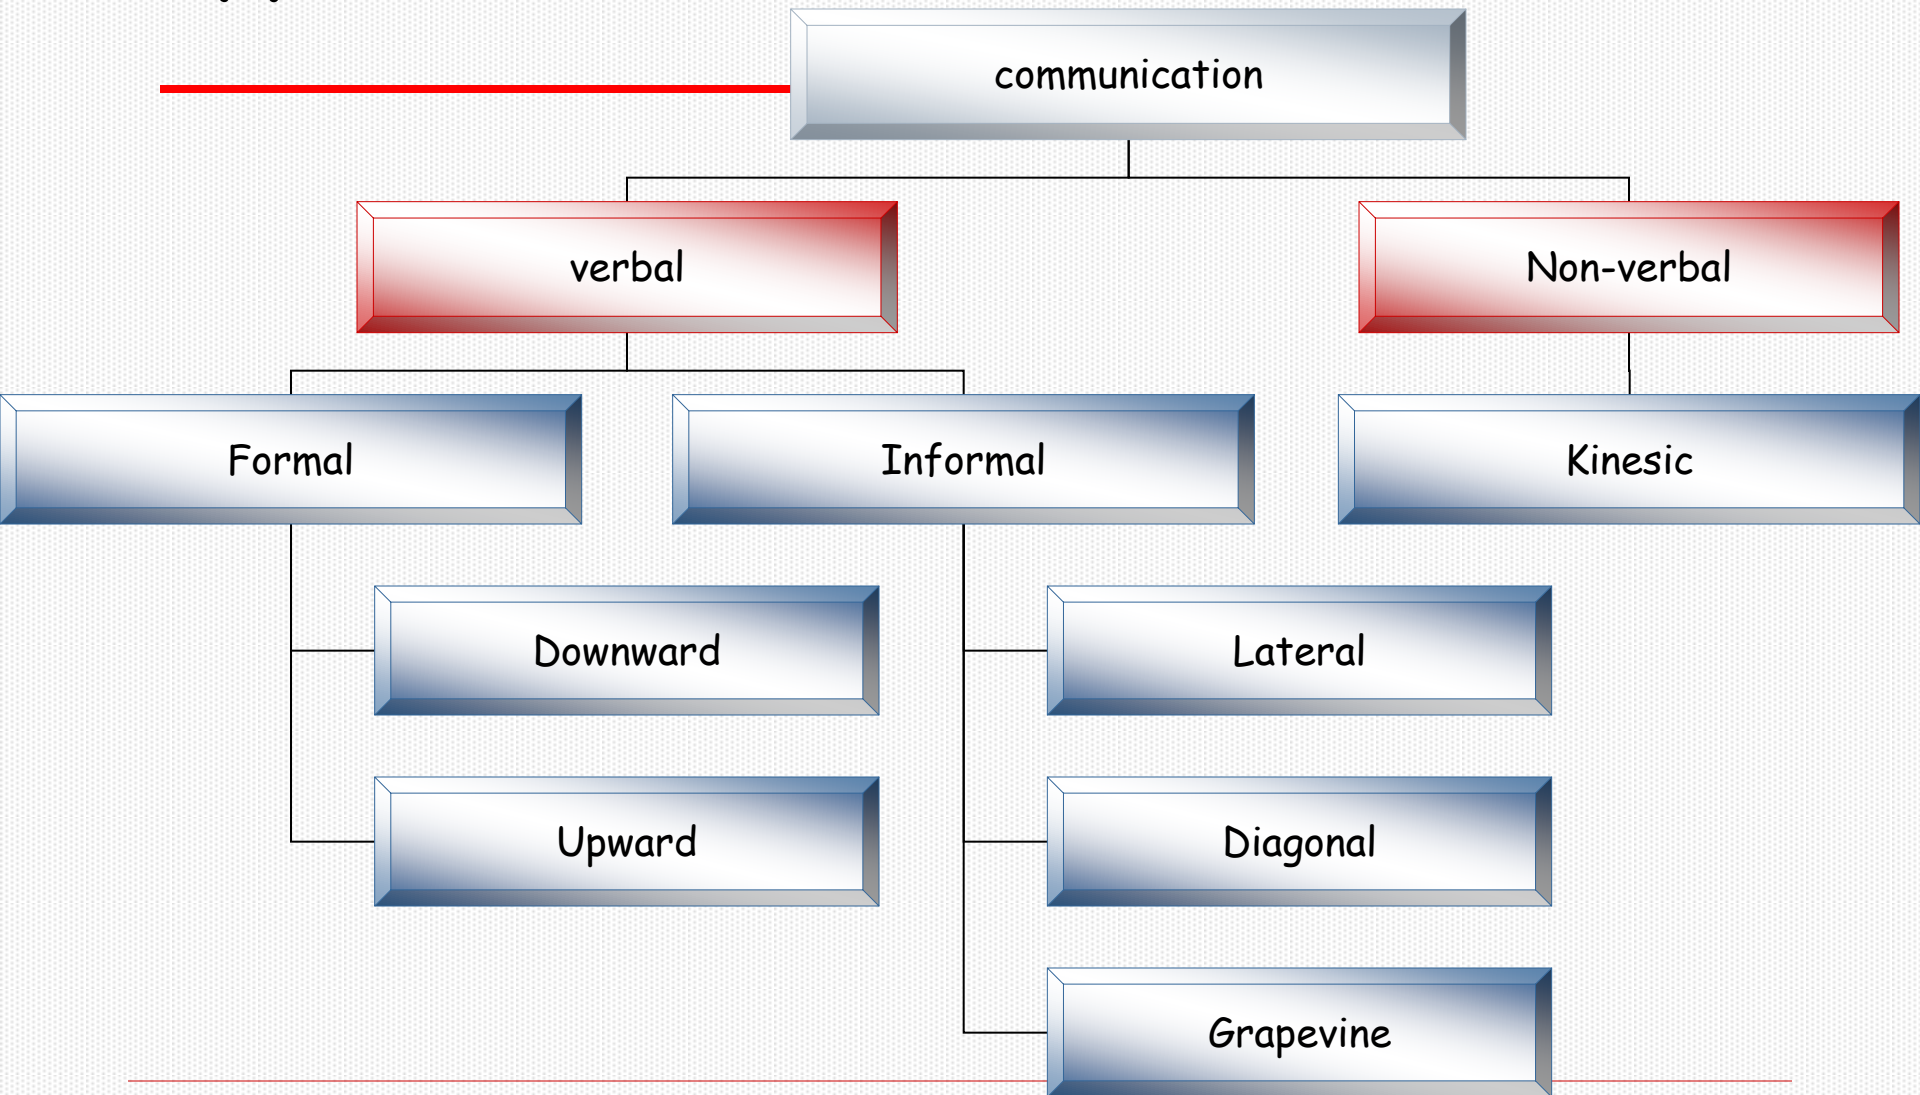 communication
verbal
Non-verbal
Formal
Informal
Kinesic
Downward
Lateral
Upward
Diagonal
Grapevine